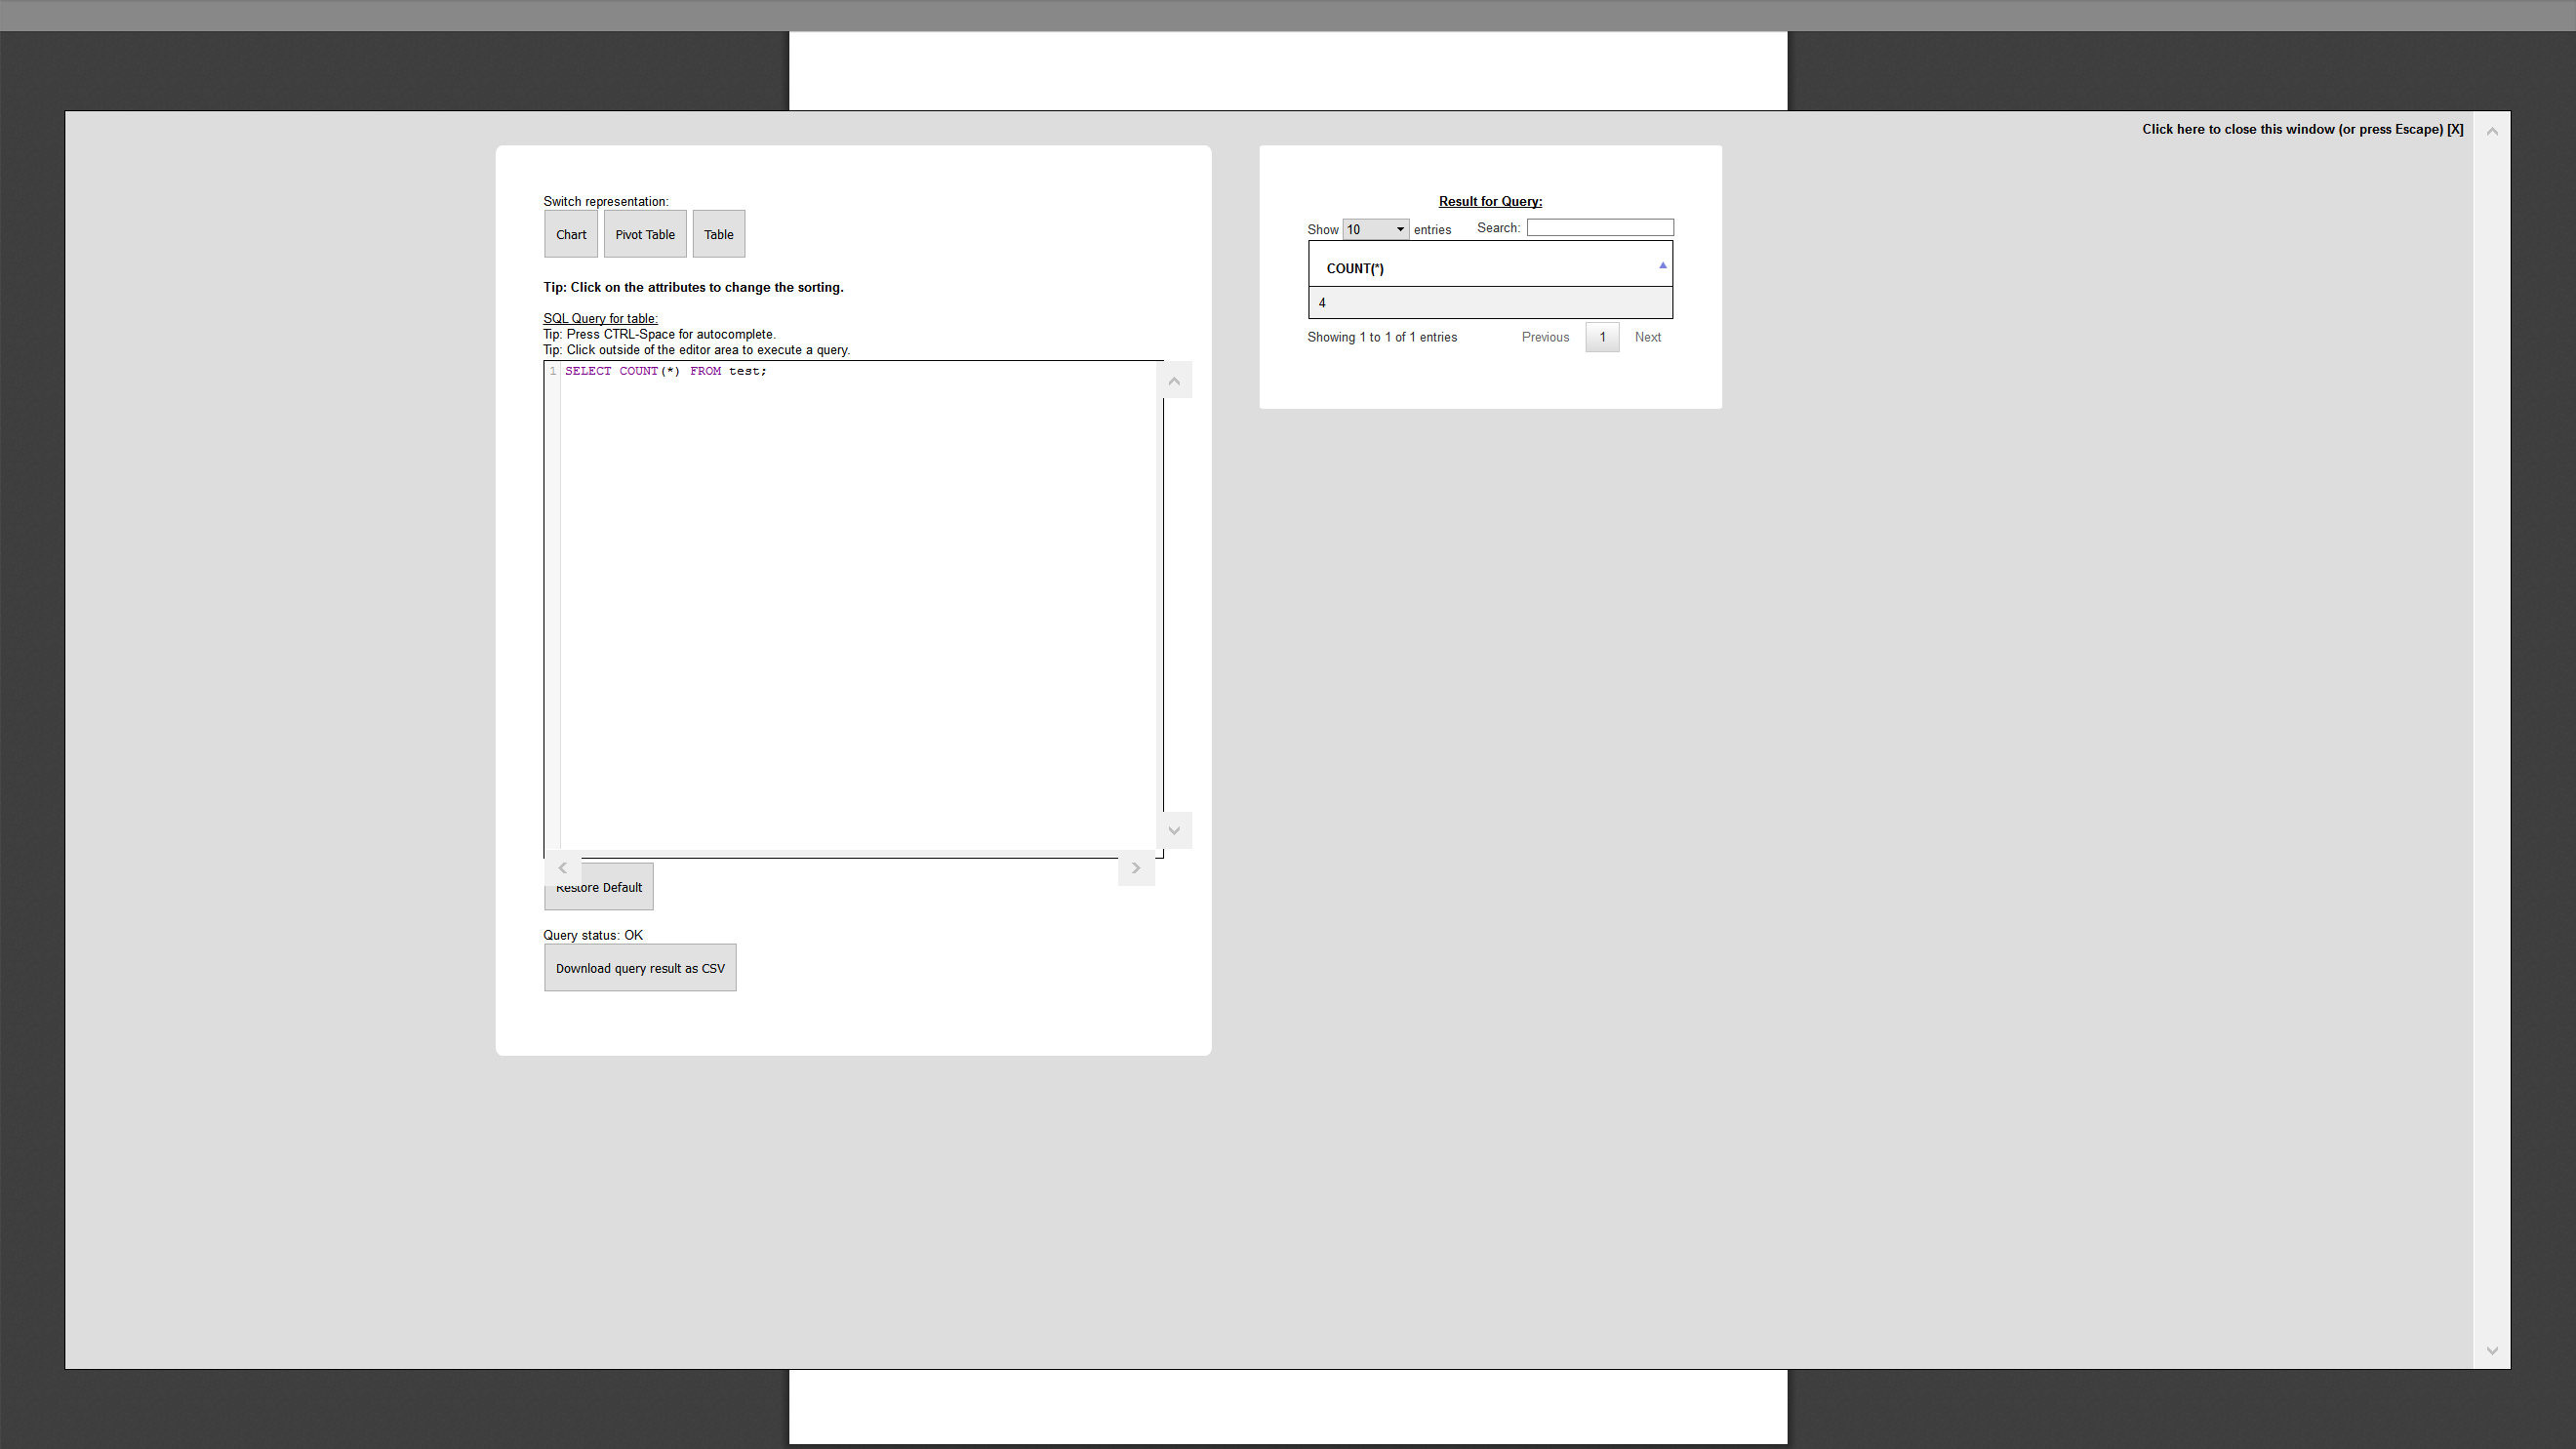 Click here to close this window (or press Escape) [X]
Switch representation:
Chart Pivot Table Table
Tip: Click on the attributes to change the sorting.
SQL Query for table:
Tip: Press CTRL-Space for autocomplete.
Tip: Click outside of the editor area to execute a query.
1 SELECT COUNT(*) FROM test;
Restore Default
Query status: OK
Download query result as CSV
Result for Query:
Show 10 entries Search:
COUNT(*)
4
Showing 1 to 1 of 1 entries Previous 1 Next